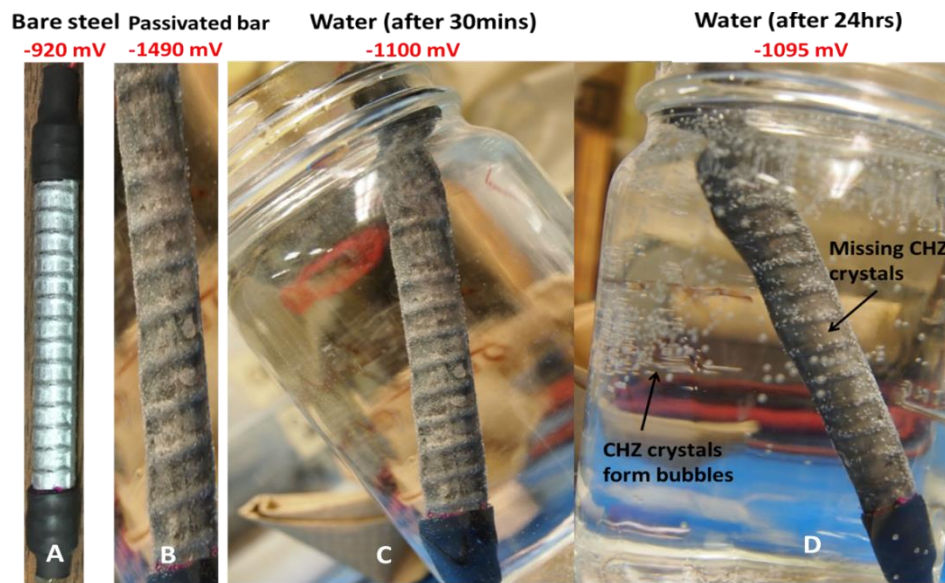 Bare steel
-920 mV
Passivated bar
-1490 mV
Water (after 30mins)
-1100 mV
Water (after 24hrs)
-1095 mV
Missing CHZ
crystals
CHZ crystals
form bubbles
A
B
C
D